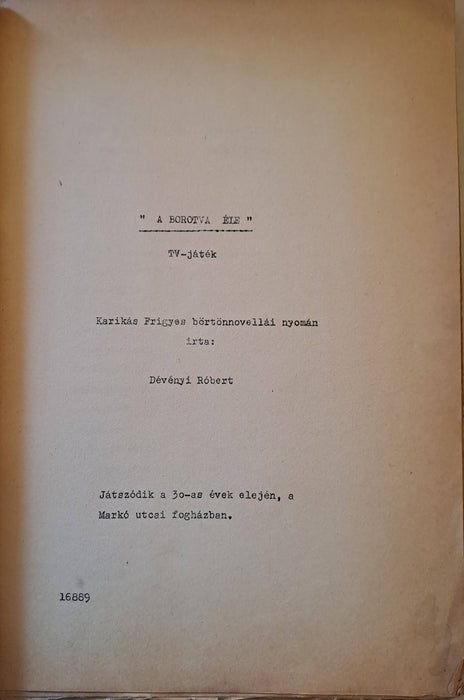 " A BOROTVA ÉLE "
TV-játék
Karikás Frigyes börtönnovellái nyomán
irta:
Dévényi Róbert
Játszódik a 3o-as évek elején, a
Markó utcai fogházban.
16889